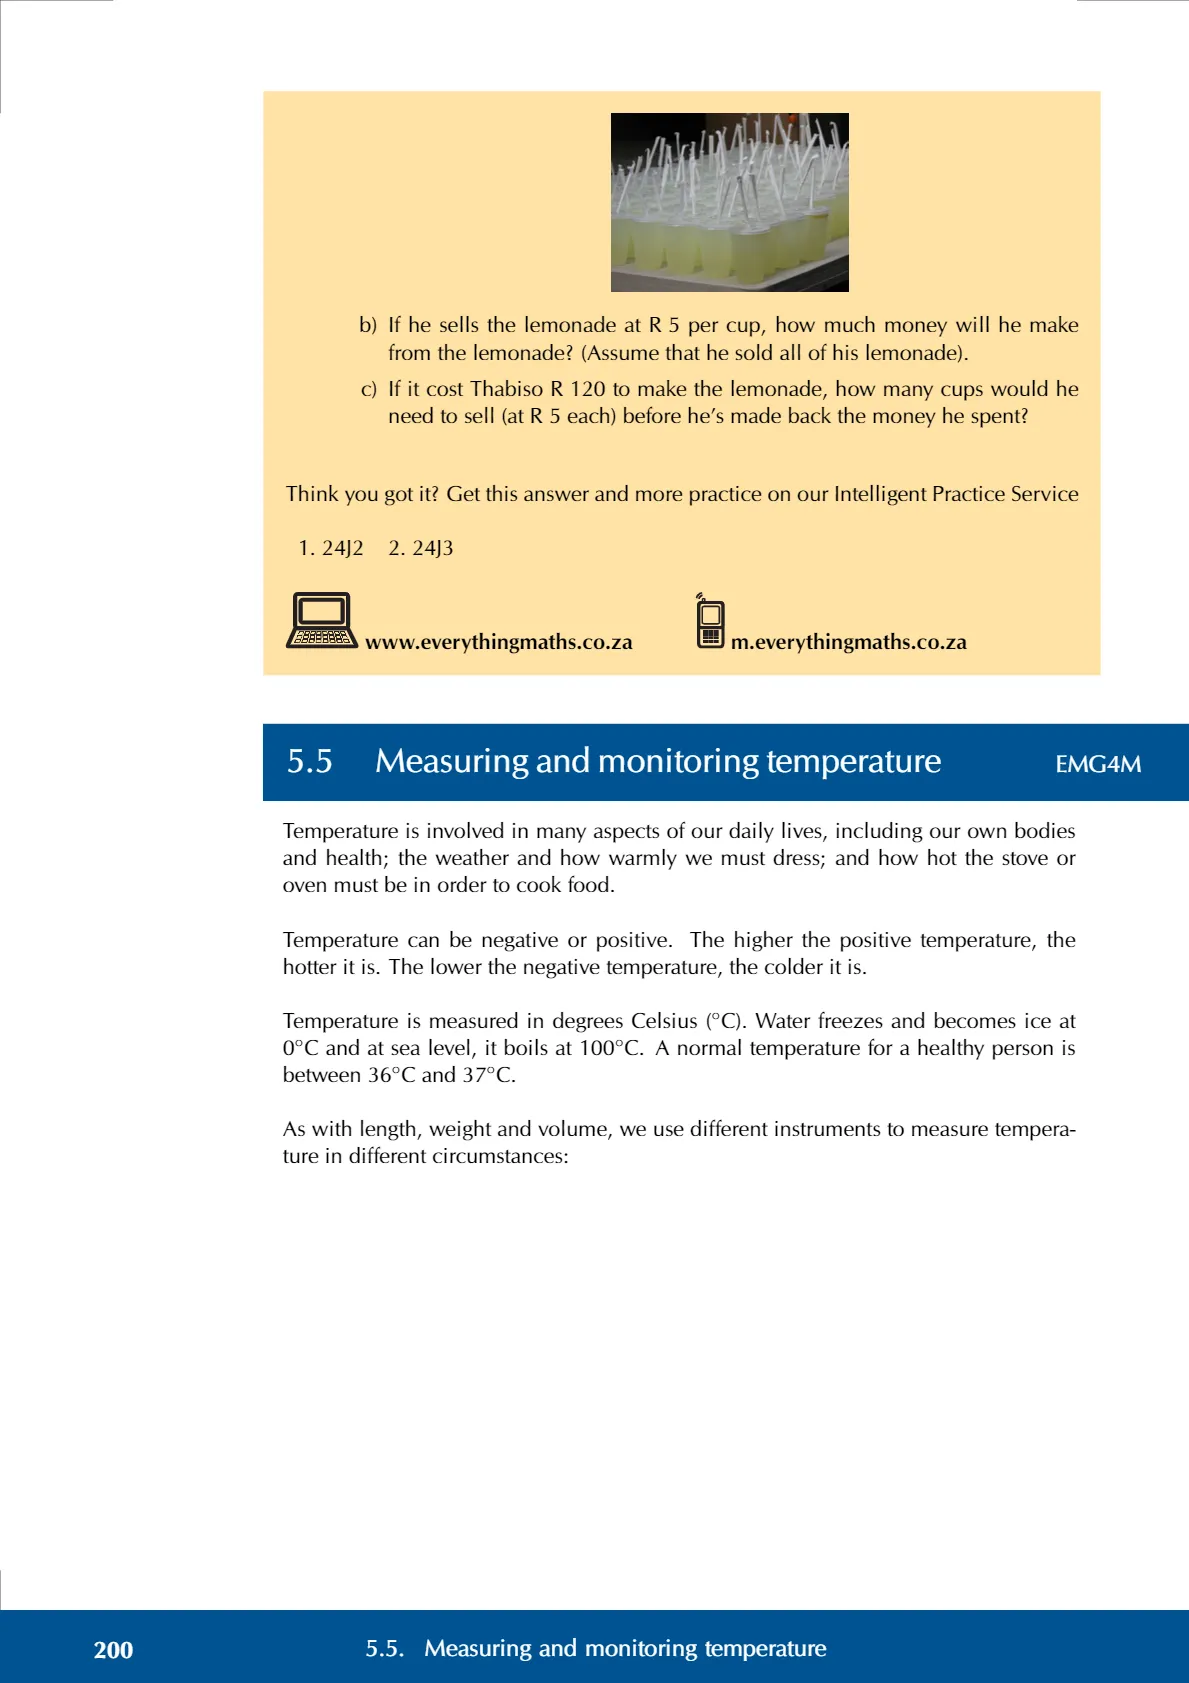 b) If he sells the lemonade at R 5 per cup, how much money will he make
from the lemonade? (Assume that he sold all of his lemonade).
c) If it cost Thabiso R 120 to make the lemonade, how many cups would he
need to sell (at R 5 each) before he’s made back the money he spent?
Think you got it? Get this answer and more practice on our Intelligent Practice Service
1. 24J2 2. 24J3
www.everythingmaths.co.za m.everythingmaths.co.za
5.5 Measuring and monitoring temperature EMG4M
Temperature is involved in many aspects of our daily lives, including our own bodies
and health; the weather and how warmly we must dress; and how hot the stove or
oven must be in order to cook food.
Temperature can be negative or positive. The higher the positive temperature, the
hotter it is. The lower the negative temperature, the colder it is.
Temperature is measured in degrees Celsius (°C). Water freezes and becomes ice at
0°C and at sea level, it boils at 100°C. A normal temperature for a healthy person is
between 36°C and 37°C.
As with length, weight and volume, we use different instruments to measure tempera-
ture in different circumstances:
200 5.5. Measuring and monitoring temperature